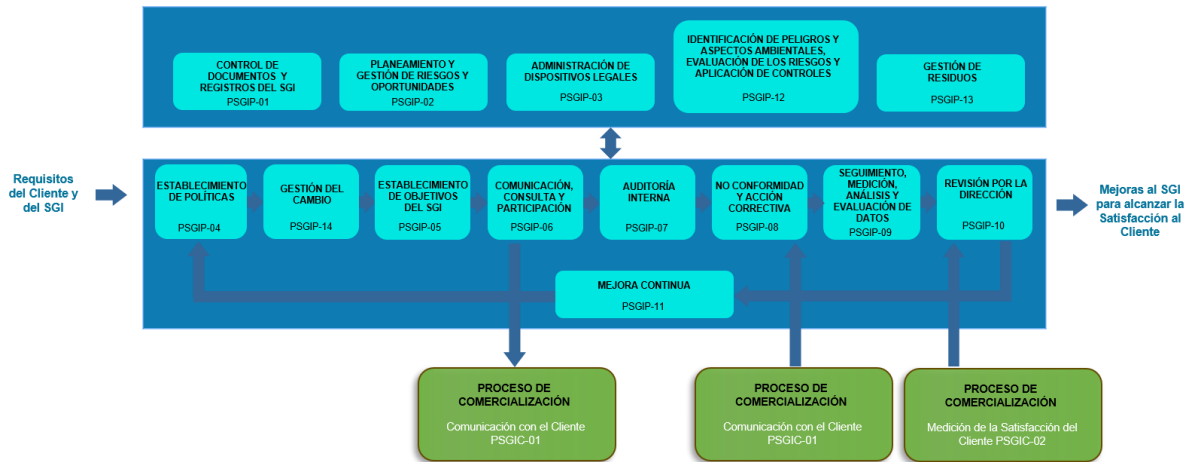 CONTROL DE
DOCUMENTOS Y
REGISTROS DEL SGI
PSGIP-01
PLANEAMIENTO Y
GESTIÓN DE RIESGOS Y
OPORTUNIDADES
PSGIP-02
ADMINISTRACIÓN DE
DISPOSITIVOS LEGALES
PSGIP-03
IDENTIFICACIÓN DE PELIGROS Y
ASPECTOS AMBIENTALES,
EVALUACIÓN DE LOS RIESGOS Y
APLICACIÓN DE CONTROLES
PSGIP-12
GESTIÓN DE
RESIDUOS
PSGIP-13
Requisitos
del Cliente y
del SGI
ESTABLECIMIENTO
DE POLÍTICAS
PSGIP-04
GESTIÓN DEL
CAMBIO
PSGIP-14
ESTABLECIMIENTO
DE OBJETIVOS DEL
SGI
PSGIP-05
COMUNICACIÓN,
CONSULTA Y
PARTICIPACIÓN
PSGIP-06
AUDITORÍA
INTERNA
PSGIP-07
NO CONFORMIDAD
Y ACCIÓN
CORRECTIVA
PSGIP-08
SEGUIMIENTO,
MEDICIÓN,
ANÁLISIS Y
EVALUACIÓN DE
DATOS
PSGIP-09
REVISIÓN POR LA
DIRECCIÓN
PSGIP-10
Mejoras al SGI
para alcanzar la
Satisfacción al
Cliente
MEJORA CONTINUA
PSGIP-11
PROCESO DE
COMERCIALIZACIÓN
Comunicación con el Cliente
PSGIC-01
PROCESO DE
COMERCIALIZACIÓN
Comunicación con el Cliente
PSGIC-01
PROCESO DE
COMERCIALIZACIÓN
Medición de la Satisfacción del
Cliente PSGIC-02